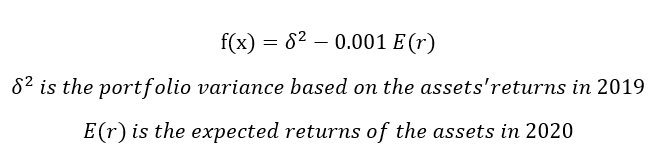 f(x) = δ² − 0.001 E(r)
δ² is the portfolio variance based on the assets'returns in 2019
E(r) is the expected returns of the assets in 2020